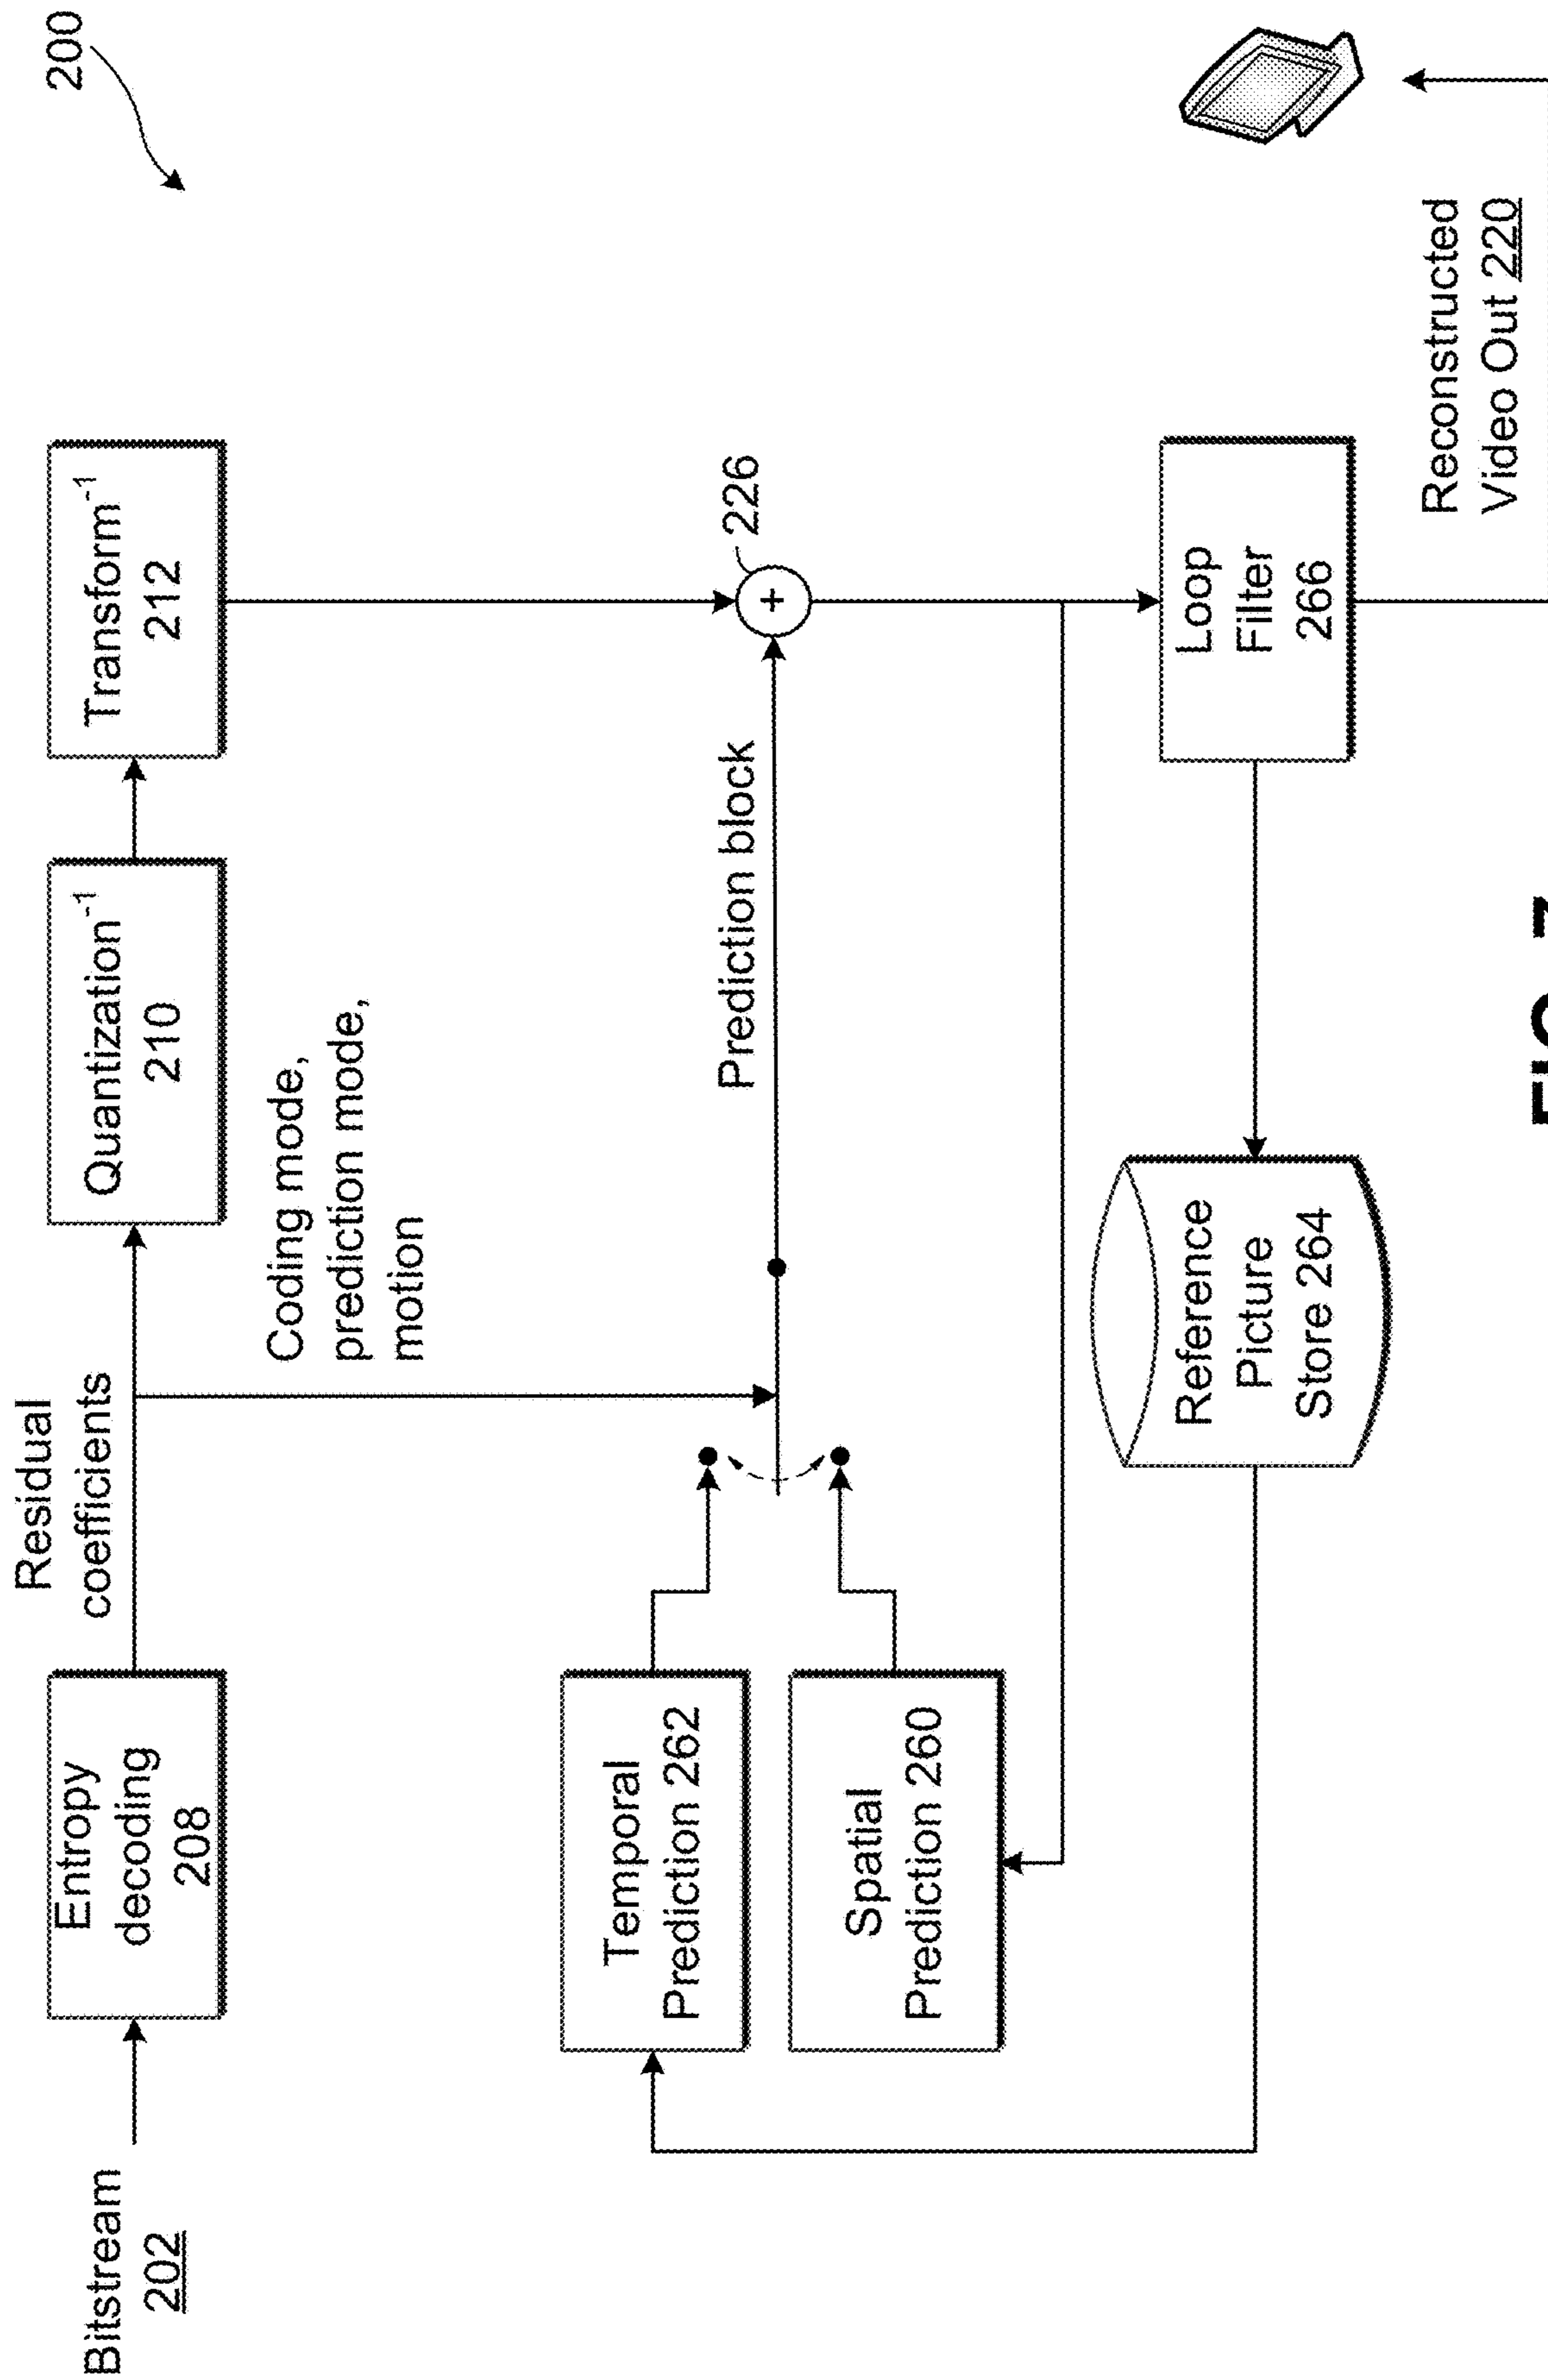 200
Bitstream
202
Entropy
decoding
208
Residual
coefficients
Quantization-1
210
Transform-1
212
Coding mode,
prediction mode,
motion
Temporal
Prediction 262
Spatial
Prediction 260
Prediction block
226
+
Reference
Picture
Store 264
Loop
Filter
266
Reconstructed
Video Out 220